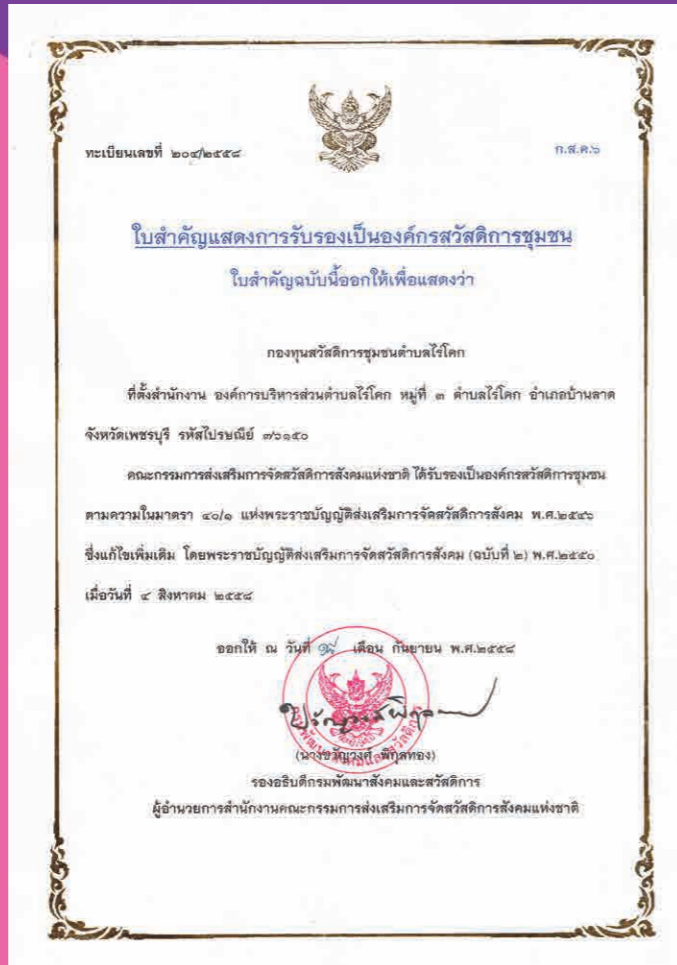 ทะเบียนเลขที่ ๒๐๔/๒๕๕๘
ก.ส.ค.๖
ใบสำคัญแสดงการรับรองเป็นองค์กรสวัสดิการชุมชน
ใบสำคัญฉบับนี้ออกให้เพื่อแสดงว่า
กองทุนสวัสดิการชุมชนตำบลไร่โคก
ที่ตั้งสำนักงาน องค์การบริหารส่วนตำบลไร่โคก หมู่ที่ ๓ ตำบลไร่โคก อำเภอบ้านลาด
จังหวัดเพชรบุรี รหัสไปรษณีย์ ๗๖๑๕๐
คณะกรรมการส่งเสริมการจัดสวัสดิการสังคมแห่งชาติ ได้รับรองเป็นองค์กรสวัสดิการชุมชน
ตามความในมาตรา ๔๐/๑ แห่งพระราชบัญญัติส่งเสริมการจัดสวัสดิการสังคม พ.ศ.๒๕๔๖
ซึ่งแก้ไขเพิ่มเติม โดยพระราชบัญญัติส่งเสริมการจัดสวัสดิการสังคม (ฉบับที่ ๒) พ.ศ.๒๕๕๐
เมื่อวันที่ ๔ สิงหาคม ๒๕๕๘
ออกให้ ณ วันที่ เดือน กันยายน พ.ศ.๒๕๕๘
(นางขวัญวงศ์ พิกุลทอง)
รองอธิบดีกรมพัฒนาสังคมและสวัสดิการ
ผู้อำนวยการสำนักงานคณะกรรมการส่งเสริมการจัดสวัสดิการสังคมแห่งชาติ